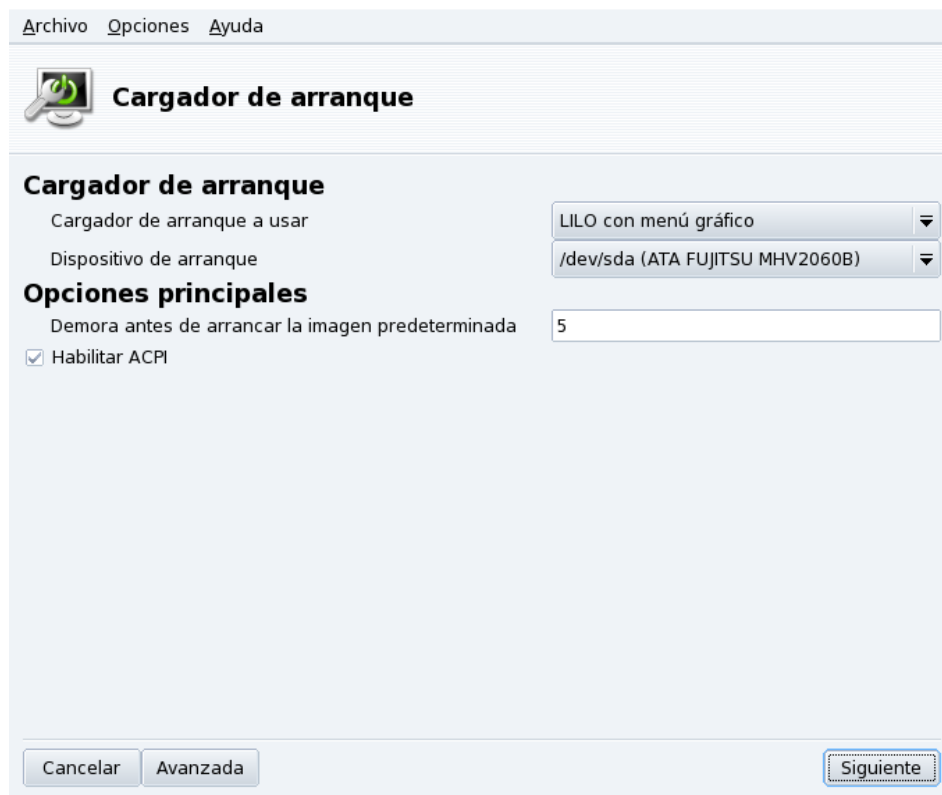 Archivo Opciones Ayuda
Cargador de arranque
Cargador de arranque
Cargador de arranque a usar LILO con menú gráfico
Dispositivo de arranque /dev/sda (ATA FUJITSU MHV2060B)
Opciones principales
Demora antes de arrancar la imagen predeterminada 5
Habilitar ACPI
Cancelar Avanzada Siguiente